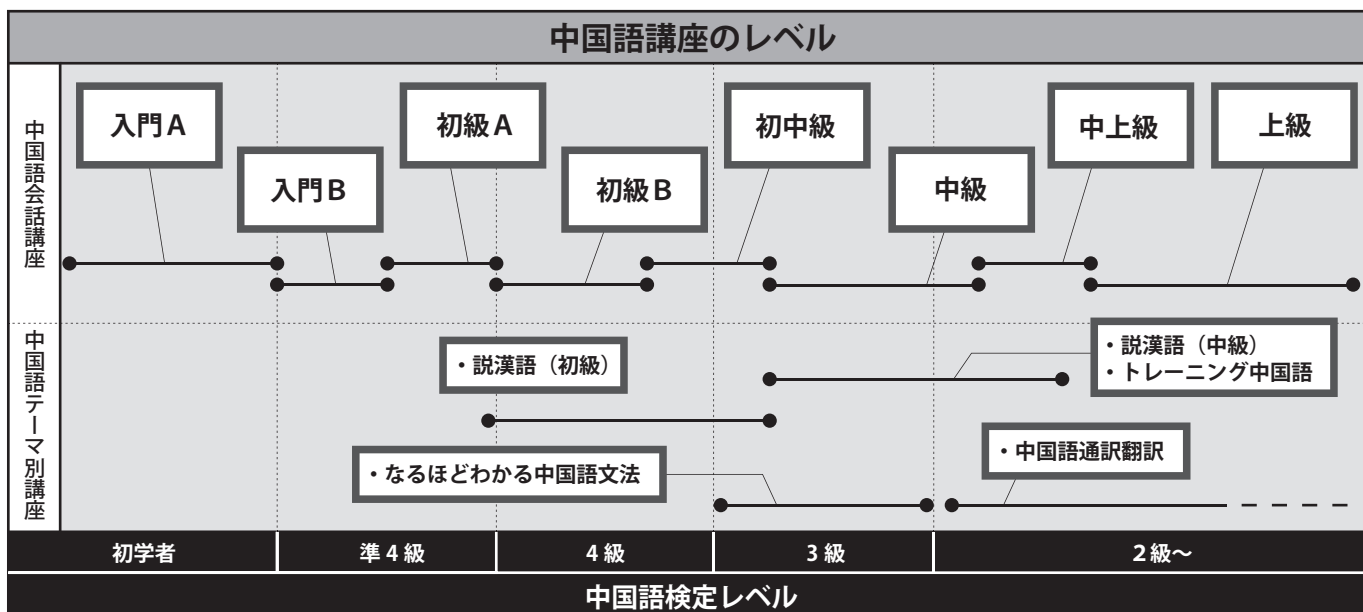 中国語講座のレベル
中国語会話講座
入門A
初級A
初中級
中上級
上級
入門B
初級B
中級
中国語テーマ別講座
・説漢語（初級）
・説漢語（中級）
・トレーニング中国語
・なるほどわかる中国語文法
・中国語通訳翻訳
初学者
準4級
4級
3級
2級～
中国語検定レベル